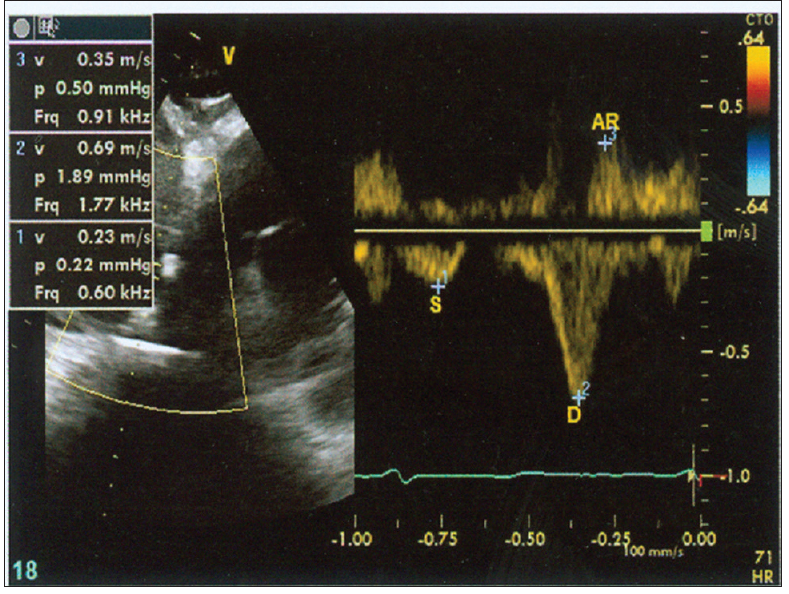 V
CTO
3 v 0.35 m/s
p 0.50 mmHg
Frq 0.91 kHz
2 v 0.69 m/s
p 1.89 mmHg
Frq 1.77 kHz
1 v 0.23 m/s
p 0.22 mmHg
Frq 0.60 kHz
.64
0.5
-.64
[m/s]
-0.5
-1.0
AR
3
1
S
2
D
-1.00 -0.75 -0.50 -0.25 0.00
100 mm/s
71
HR
18